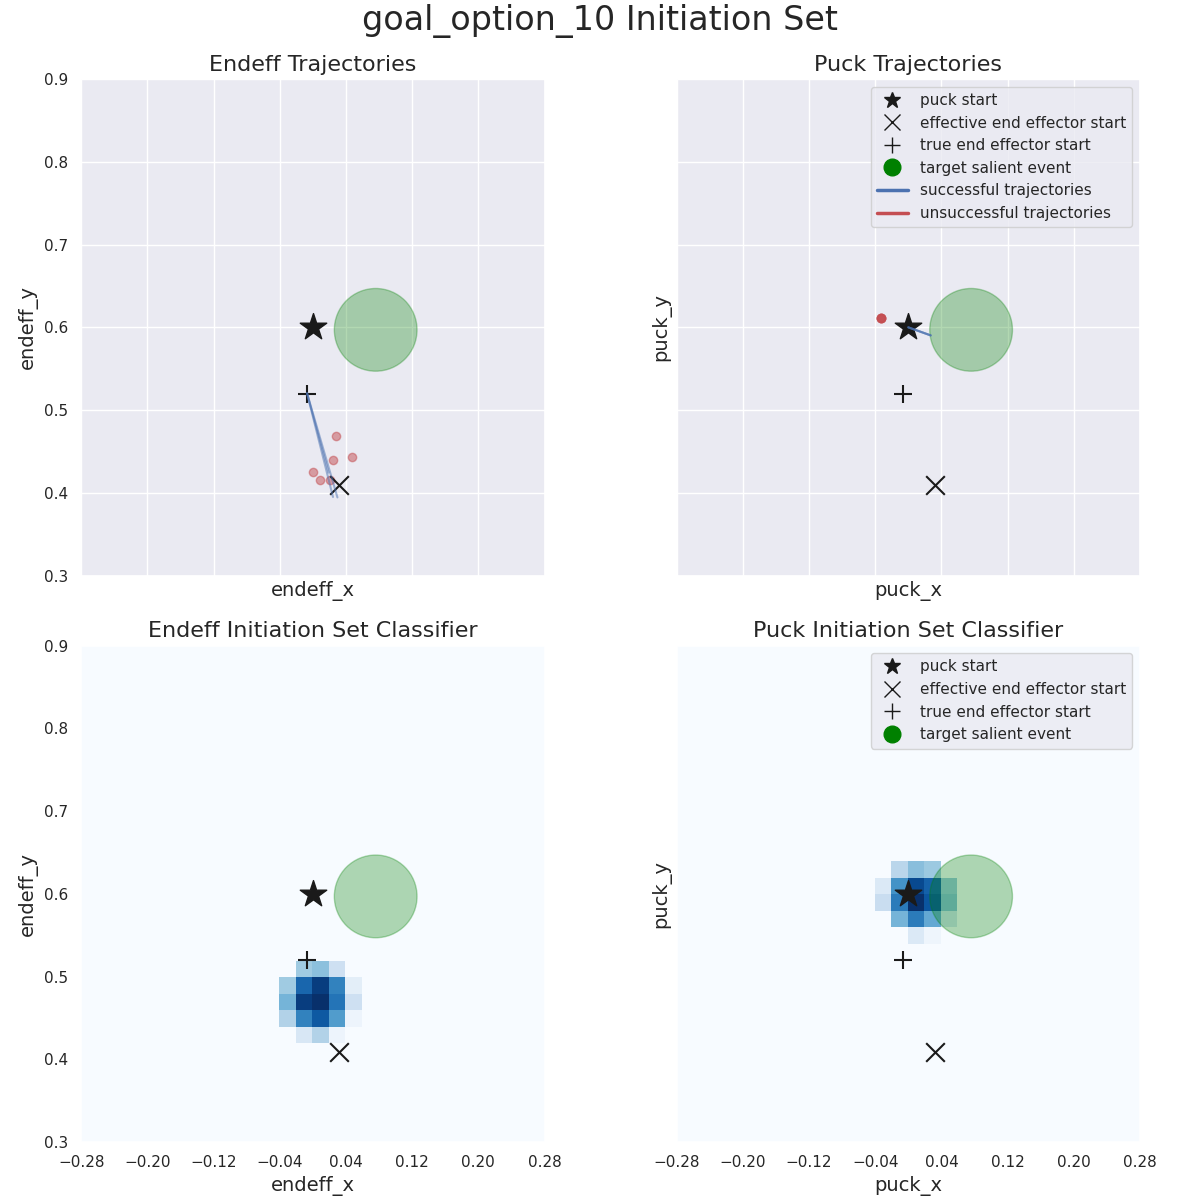 goal_option_10 Initiation Set
Endeff Trajectories
0.9
0.8
0.7
0.6
0.5
0.4
0.3
endeff_y
endeff_x
Puck Trajectories
puck start
effective end effector start
true end effector start
target salient event
successful trajectories
unsuccessful trajectories
puck_y
puck_x
Endeff Initiation Set Classifier
0.9
0.8
0.7
0.6
0.5
0.4
0.3
endeff_y
−0.28 −0.20 −0.12 −0.04 0.04 0.12 0.20 0.28
endeff_x
Puck Initiation Set Classifier
puck start
effective end effector start
true end effector start
target salient event
puck_y
−0.28 −0.20 −0.12 −0.04 0.04 0.12 0.20 0.28
puck_x